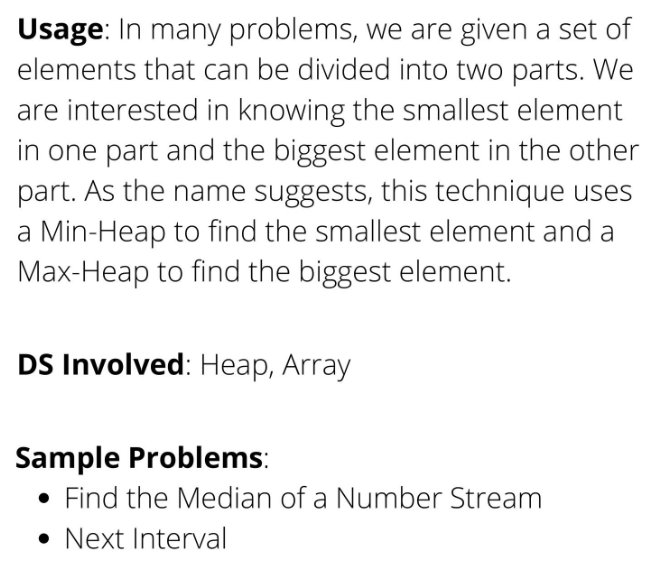 Usage: In many problems, we are given a set of
elements that can be divided into two parts. We
are interested in knowing the smallest element
in one part and the biggest element in the other
part. As the name suggests, this technique uses
a Min-Heap to find the smallest element and a
Max-Heap to find the biggest element.
DS Involved: Heap, Array
Sample Problems:
• Find the Median of a Number Stream
• Next Interval